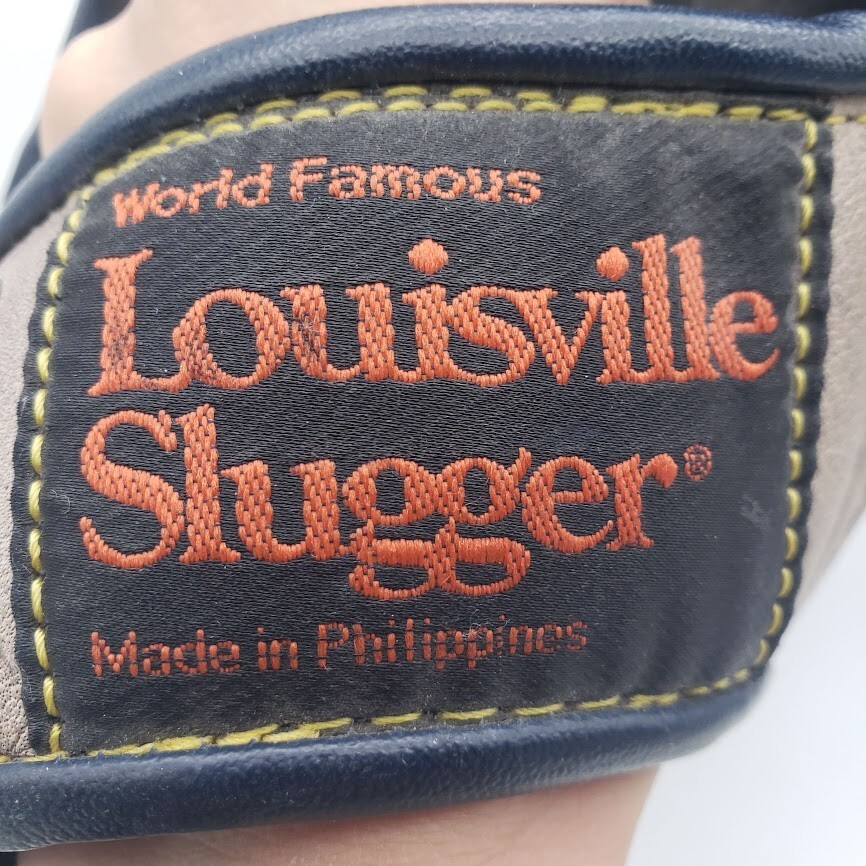 World Famous
Louisville
Slugger®
Made in Philippines